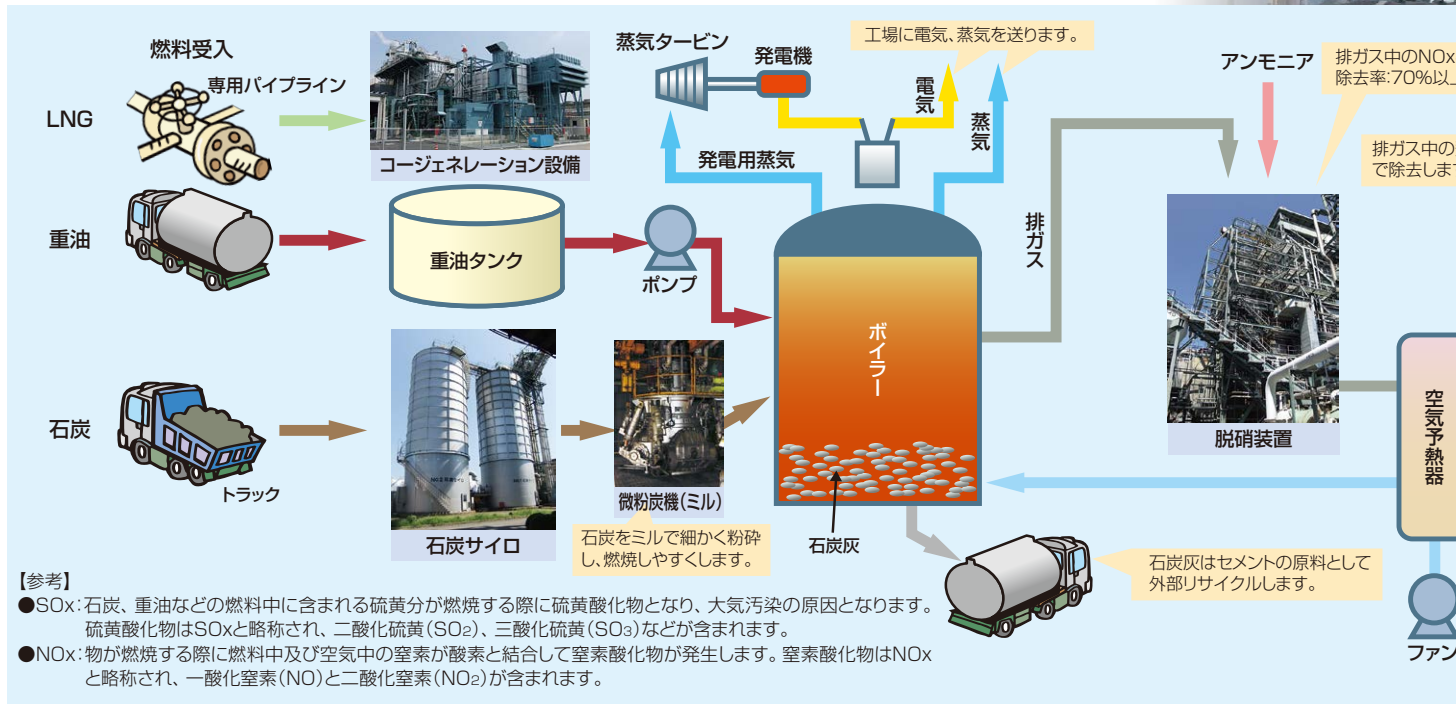 燃料受入
専用パイプライン
LNG
コージェネレーション設備
蒸気タービン
発電機
工場に電気、蒸気を送ります。
電気
蒸気
発電用蒸気
アンモニア
排ガス中のNOx
除去率:70%以上
排ガス中の
で除去しま
重油
重油タンク
ポンプ
ボイラー
排ガス
脱硝装置
空気予熱器
石炭
トラック
石炭サイロ
微粉炭機(ミル)
石炭をミルで細かく粉砕
し、燃焼しやすくします。
石炭灰
石炭灰はセメントの原料として
外部リサイクルします。
ファン
【参考】
●SOx:石炭、重油などの燃料中に含まれる硫黄分が燃焼する際に硫黄酸化物となり、大気汚染の原因となります。
硫黄酸化物はSOxと略称され、二酸化硫黄(SO₂)、三酸化硫黄(SO₃)などが含まれます。
●NOx:物が燃焼する際に燃料中及び空気中の窒素が酸素と結合して窒素酸化物が発生します。窒素酸化物はNOx
と略称され、一酸化窒素(NO)と二酸化窒素(NO₂)が含まれます。